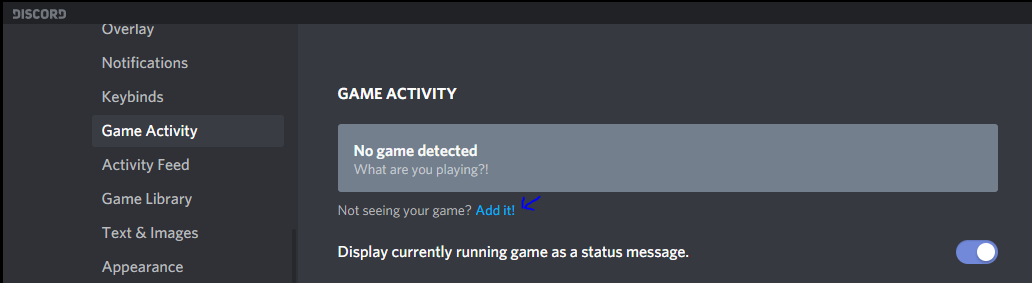 DISCORD
Overlay
Notifications
Keybinds
Game Activity
Activity Feed
Game Library
Text & Images
Appearance
GAME ACTIVITY
No game detected
What are you playing?!
Not seeing your game? Add it!
Display currently running game as a status message.